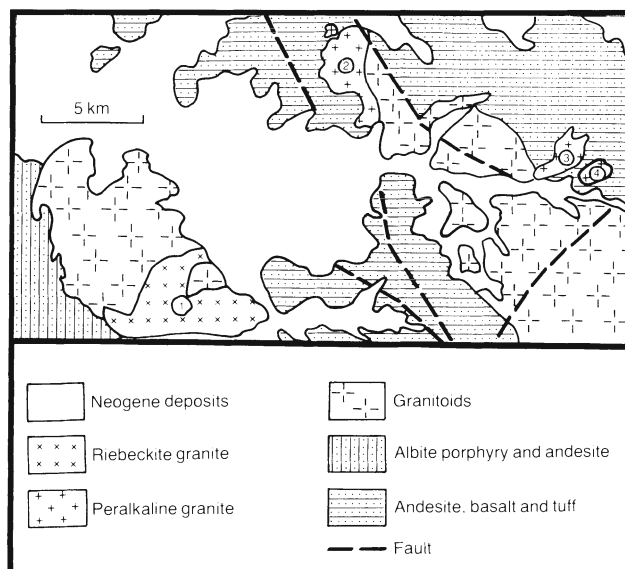 2
5 km
3
4
1
Neogene deposits
Granitoids
Riebeckite granite
Albite porphyry and andesite
Peralkaline granite
Andesite, basalt and tuff
Fault